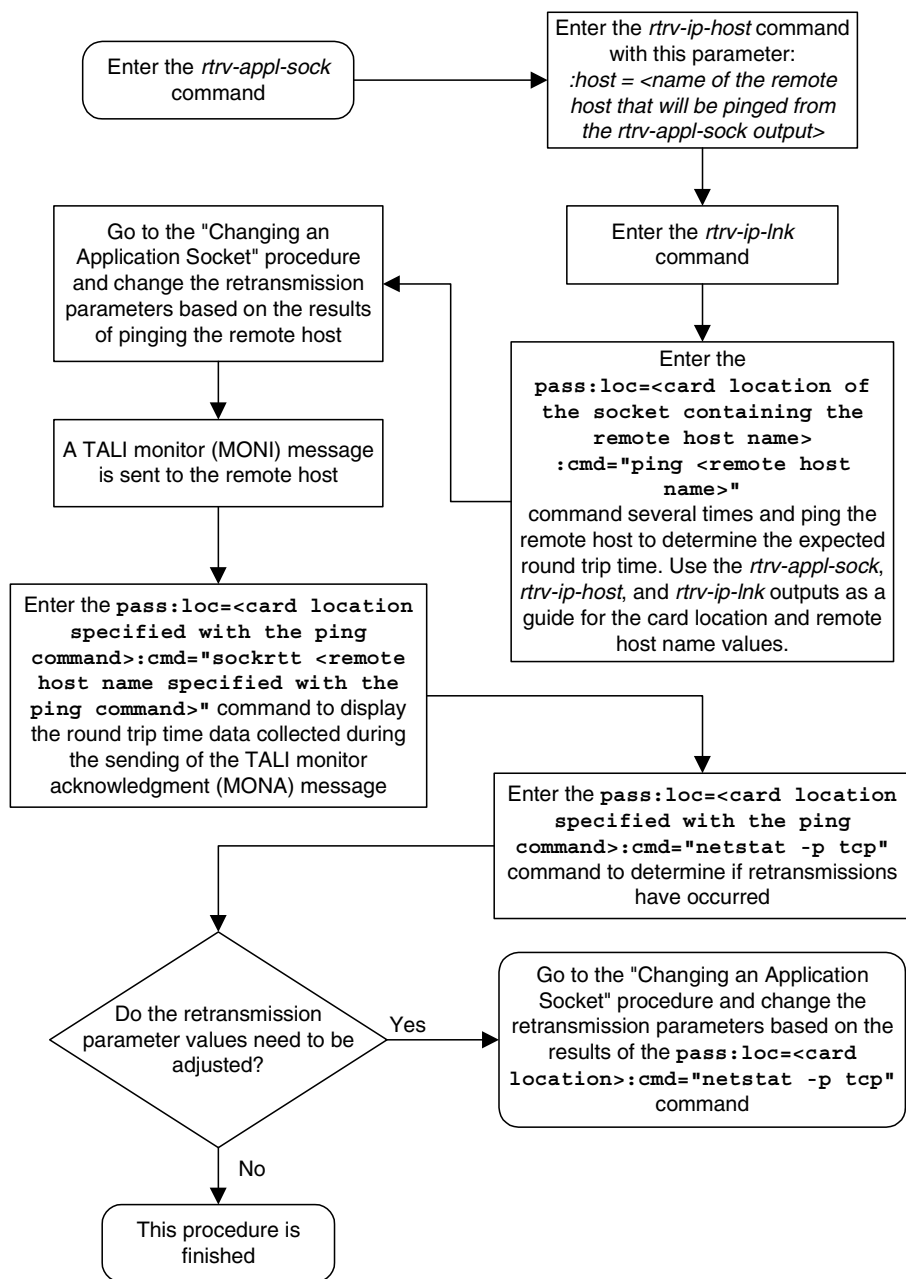 Enter the rtrv-appl-sock
command
Enter the rtrv-ip-host command
with this parameter:
:host = <name of the remote
host that will be pinged from
the rtrv-appl-sock output>
Enter the rtrv-ip-lnk
command
Enter the
pass:loc=<card location of
the socket containing the
remote host name>
:cmd="ping <remote host
name>"
command several times and ping the
remote host to determine the expected
round trip time. Use the rtrv-appl-sock,
rtrv-ip-host, and rtrv-ip-lnk outputs as a
guide for the card location and remote
host name values.
Go to the "Changing an
Application Socket" procedure
and change the retransmission
parameters based on the results
of pinging the remote host
A TALI monitor (MONI) message
is sent to the remote host
Enter the pass:loc=<card location
specified with the ping
command>:cmd="sockrtt <remote
host name specified with the
ping command>" command to display
the round trip time data collected during
the sending of the TALI monitor
acknowledgment (MONA) message
Enter the pass:loc=<card location
specified with the ping
command>:cmd="netstat -p tcp"
command to determine if retransmissions
have occurred
Do the retransmission
parameter values need to be
adjusted?
Yes
Go to the "Changing an Application
Socket" procedure and change the
retransmission parameters based on the
results of the pass:loc=<card
location>:cmd="netstat -p tcp"
command
No
This procedure is
finished